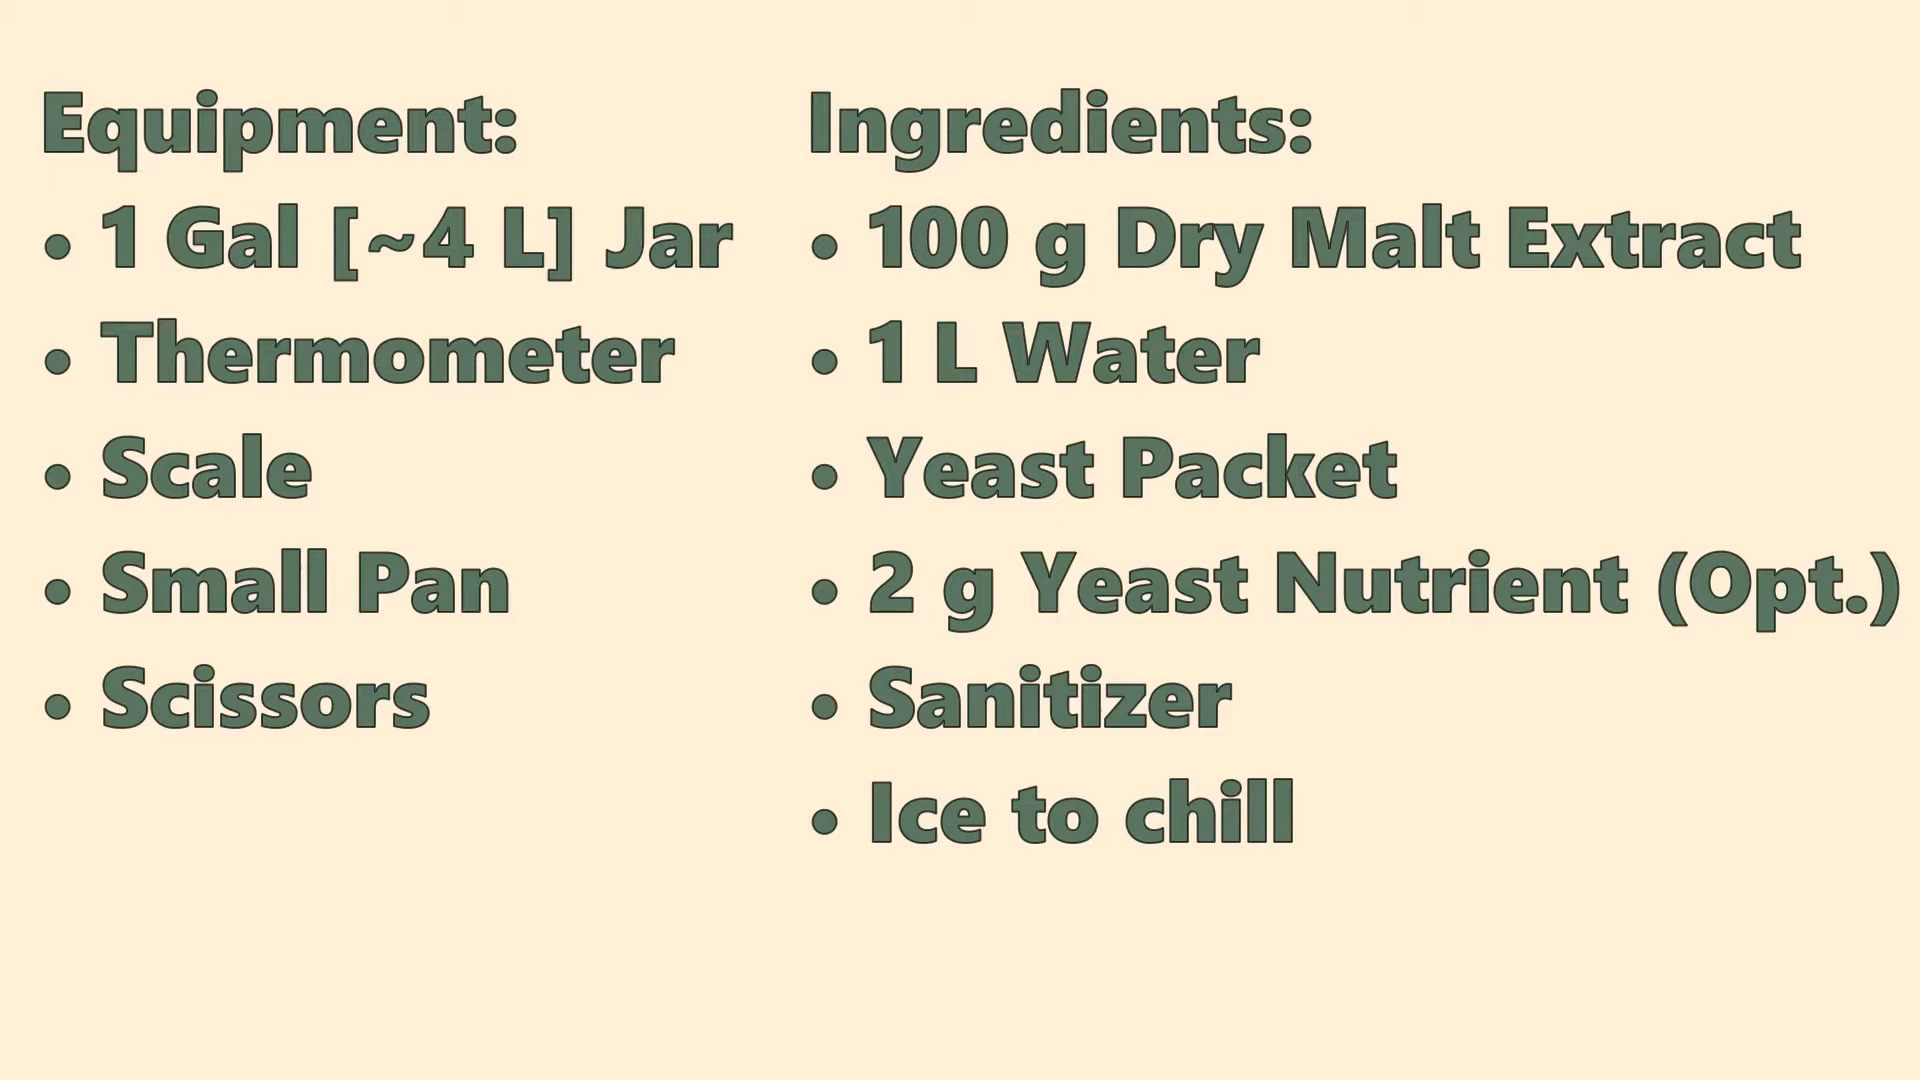 Equipment:
• 1 Gal [~4 L] Jar
• Thermometer
• Scale
• Small Pan
• Scissors
Ingredients:
• 100 g Dry Malt Extract
• 1 L Water
• Yeast Packet
• 2 g Yeast Nutrient (Opt.)
• Sanitizer
• Ice to chill